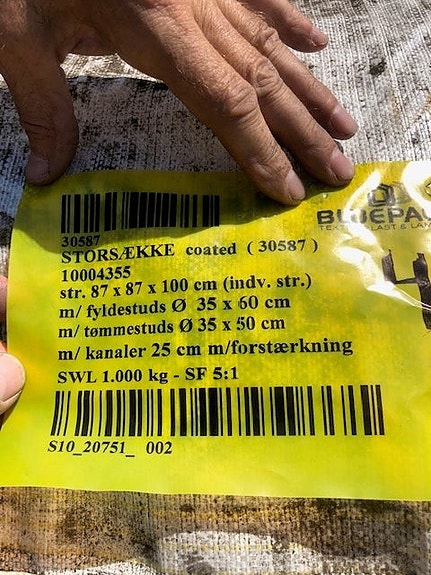 30587
STORSÆKKE coated ( 30587 )
10004355
str. 87 x 87 x 100 cm (indv. str.)
m/ fyldestuds Ø 35 x 60 cm
m/ tømmestuds Ø 35 x 50 cm
m/ kanaler 25 cm m/forstærkning
SWL 1.000 kg - SF 5:1
S10_20751_ 002
BLUEPA